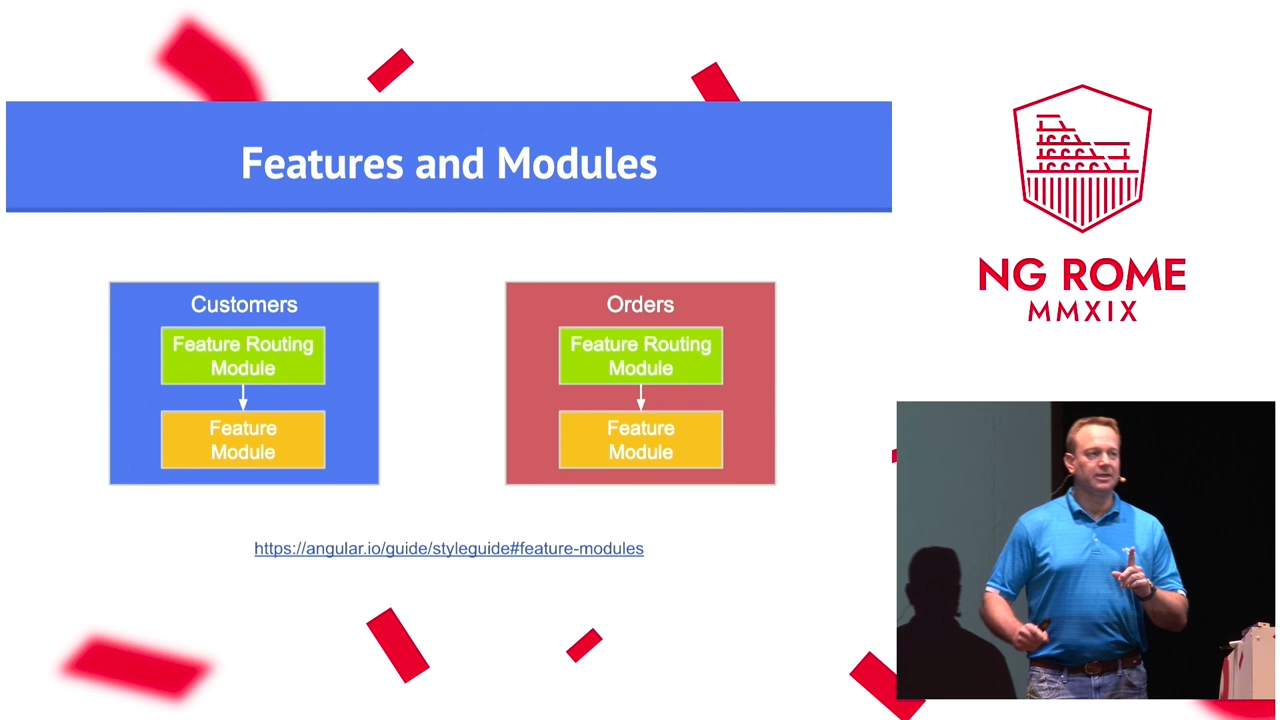 Features and Modules
Customers
Feature Routing
Module
Feature
Module
Orders
Feature Routing
Module
Feature
Module
https://angular.io/guide/styleguide#feature-modules
NG ROME
MMXIX